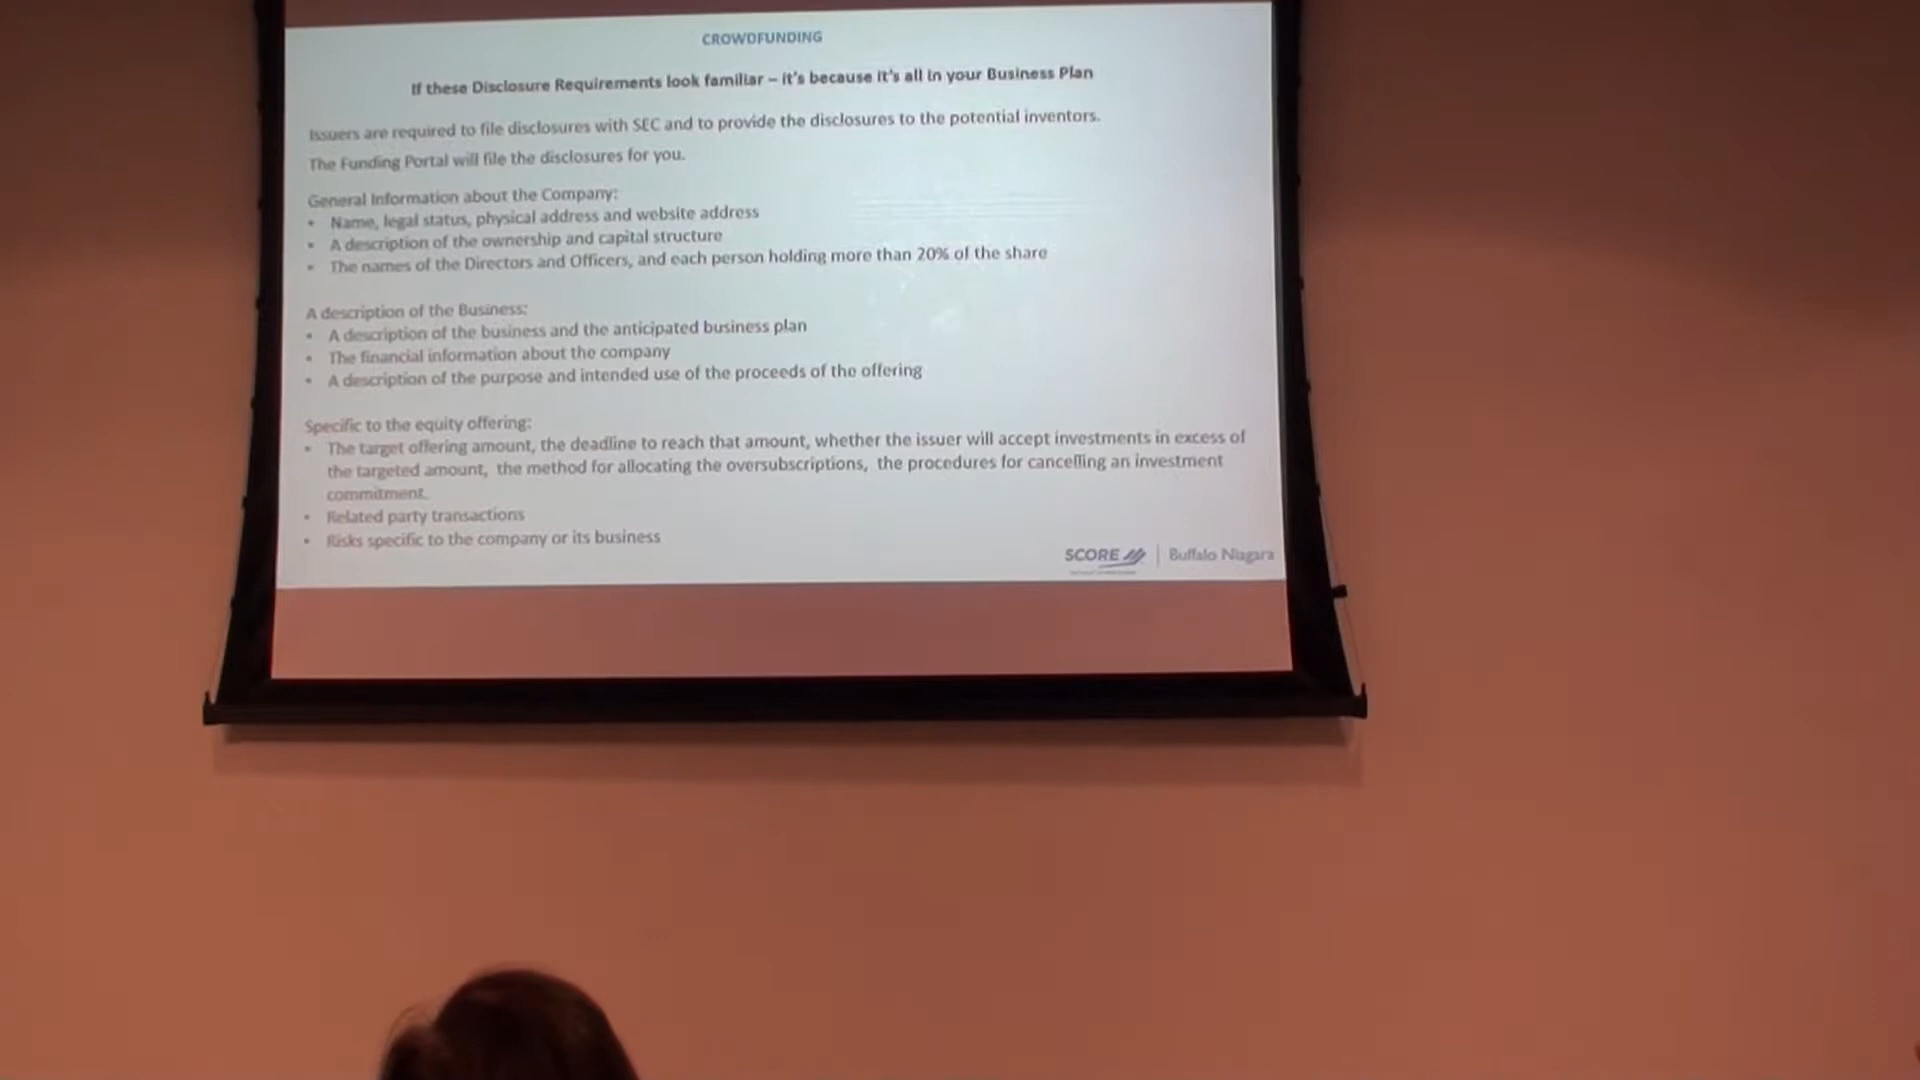 CROWDFUNDING
If these Disclosure Requirements look familiar – it's because it's all in your Business Plan
Issuers are required to file disclosures with SEC and to provide the disclosures to the potential inventors.
The Funding Portal will file the disclosures for you.
General Information about the Company:
• Name, legal status, physical address and website address
• A description of the ownership and capital structure
• The names of the Directors and Officers, and each person holding more than 20% of the share
A description of the Business:
• A description of the business and the anticipated business plan
• The financial information about the company
• A description of the purpose and intended use of the proceeds of the offering
Specific to the equity offering:
• The target offering amount, the deadline to reach that amount, whether the issuer will accept investments in excess of
the targeted amount, the method for allocating the oversubscriptions, the procedures for cancelling an investment
commitment.
• Related party transactions
• Risks specific to the company or its business
SCORE | Buffalo Niagara